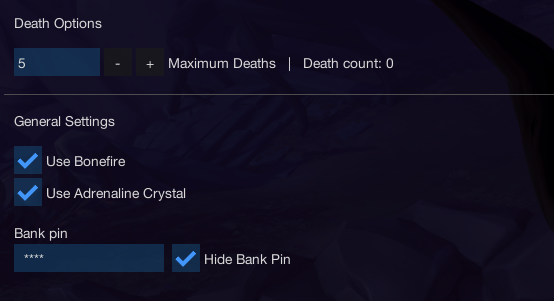 Death Options
5 - + Maximum Deaths | Death count: 0
General Settings
Use Bonefire
Use Adrenaline Crystal
Bank pin
**** Hide Bank Pin